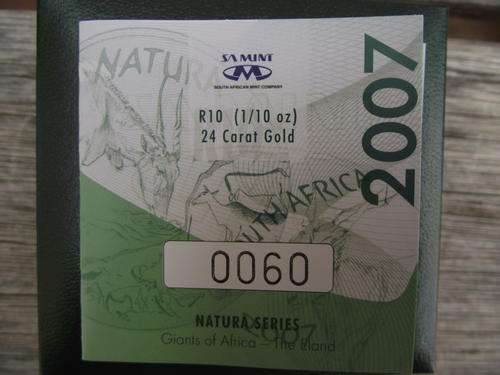 NATURA
SA MINT
SOUTH AFRICAN MINT COMPANY
R10 (1/10 oz)
24 Carat Gold
2007
SOUTH AFRICA
0060
NATURA SERIES
Giants of Africa – The Eland
2007